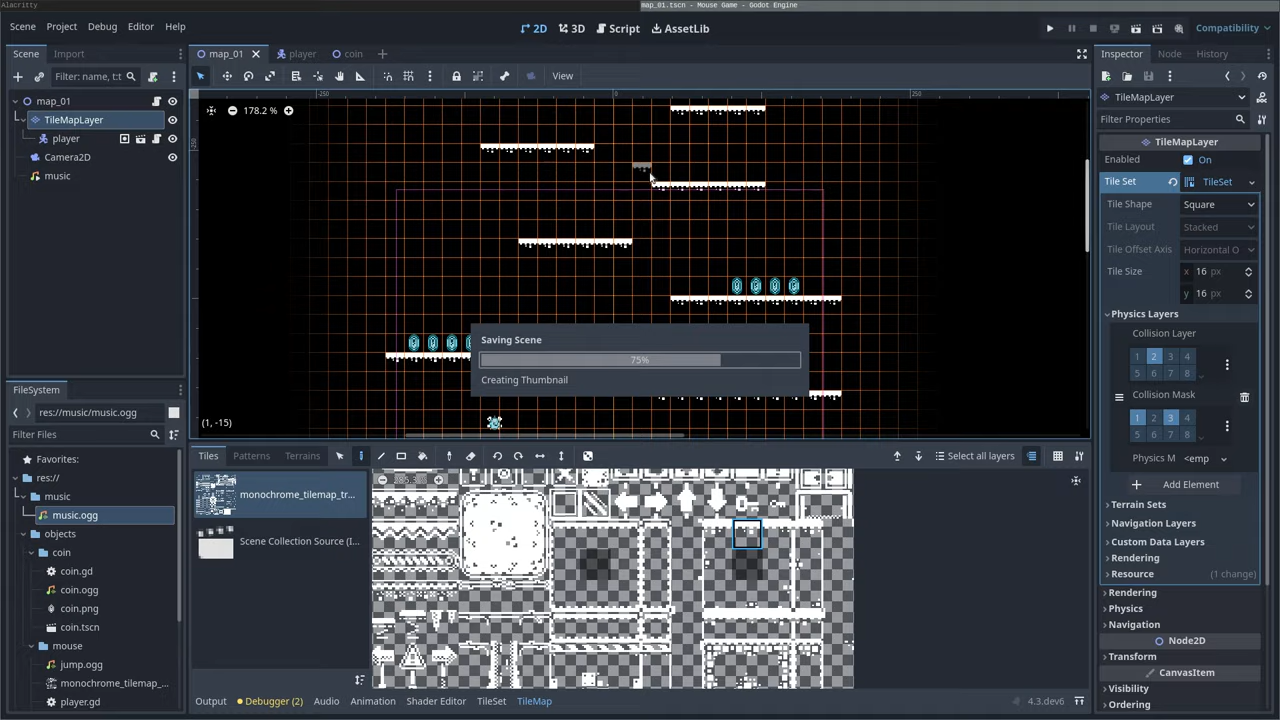 Alacritty
map_01.tscn - Mouse Game - Godot Engine
Scene Project Debug Editor Help
2D 3D Script AssetLib
Compatibility
Scene Import
map_01 player coin
Inspector Node History
Filter: name, t:t
View
TileMapLayer
Filter Properties
map_01
TileMapLayer
player
Camera2D
music
-250 0 250
178.2 %
TileMapLayer
Enabled On
Tile Set TileSet
Tile Shape Square
Tile Layout Stacked
Tile Offset Axis Horizontal O
Tile Size x 16 px
y 16 px
Physics Layers
Collision Layer
1 2 3 4
5 6 7 8
Collision Mask
1 2 3 4
5 6 7 8
Physics M <emp
Add Element
Terrain Sets
Navigation Layers
Custom Data Layers
Rendering
Resource (1 change)
Rendering
Physics
Navigation
Node2D
Transform
CanvasItem
Visibility
Ordering
Saving Scene
75%
Creating Thumbnail
(1, -15)
FileSystem
res://music/music.ogg
Filter Files
Favorites:
res://
music
music.ogg
objects
coin
coin.gd
coin.ogg
coin.png
coin.tscn
mouse
jump.ogg
monochrome_tilemap_...
player.gd
Tiles Patterns Terrains
Select all layers
monochrome_tilemap_tr...
Scene Collection Source (I...
Output Debugger (2) Audio Animation Shader Editor TileSet TileMap
4.3.dev6